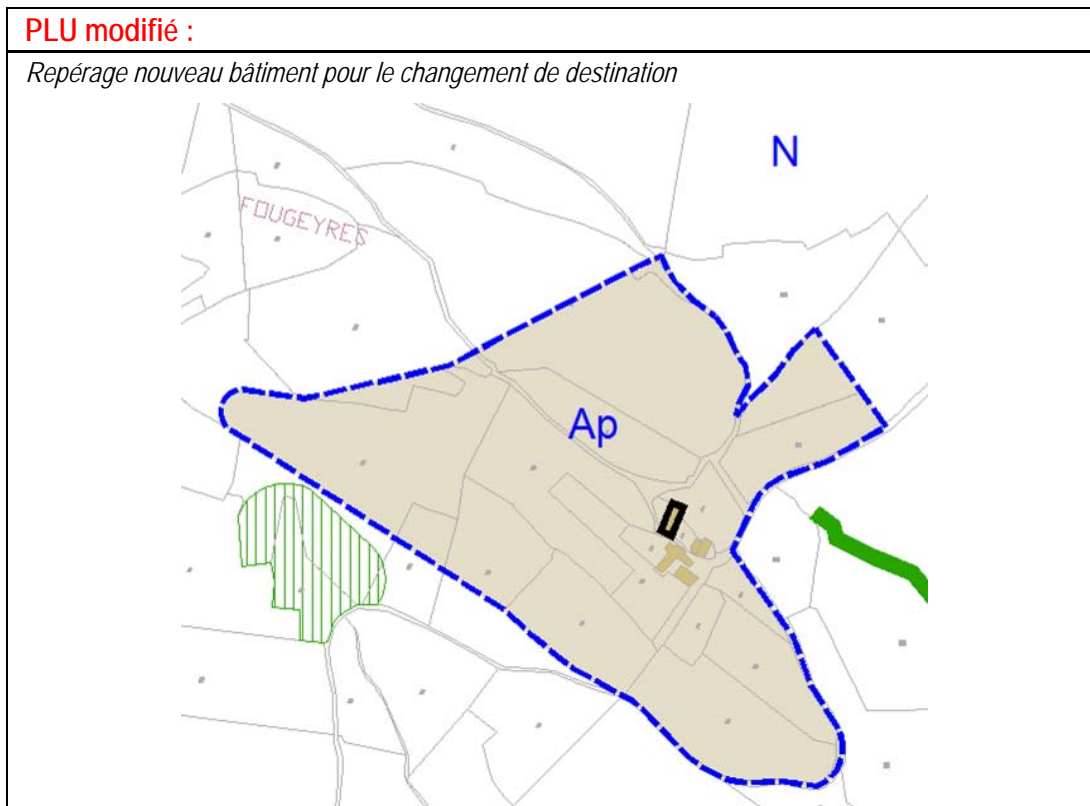 PLU modifié :
Repérage nouveau bâtiment pour le changement de destination
N
FOUGEYRES
Ap